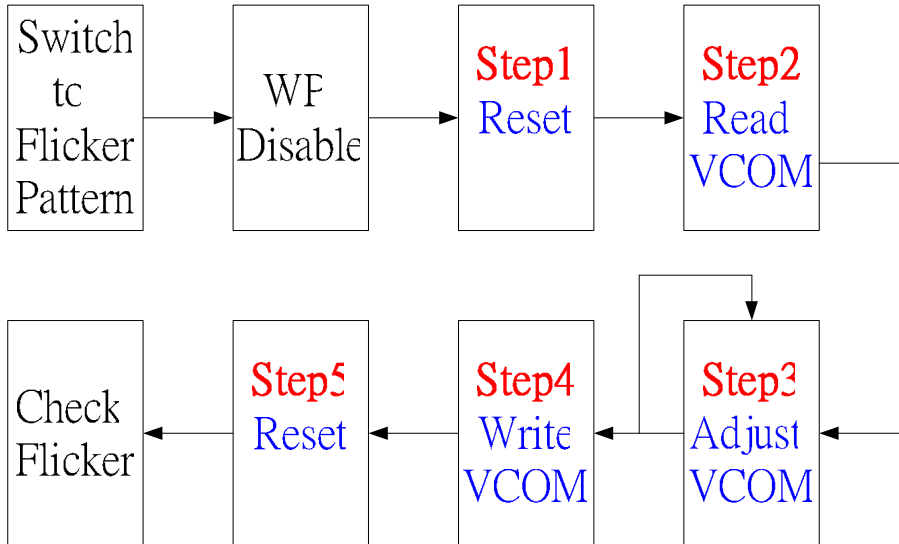 Switch
to
Flicker
Pattern
WP
Disable
Step1
Reset
Step2
Read
VCOM
Check
Flicker
Step5
Reset
Step4
Write
VCOM
Step3
Adjust
VCOM